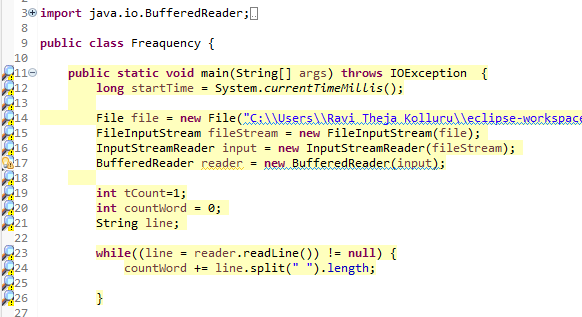 2
3 import java.io.BufferedReader;
8
9 public class Freaquency {
10
11 public static void main(String[] args) throws IOException {
12 long startTime = System.currentTimeMillis();
13
14 File file = new File("C:\\Users\\Ravi Theja Kolluru\\eclipse-workspace
15 FileInputStream fileStream = new FileInputStream(file);
16 InputStreamReader input = new InputStreamReader(fileStream);
17 BufferedReader reader = new BufferedReader(input);
18
19 int tCount=1;
20 int countWord = 0;
21 String line;
22
23 while((line = reader.readLine()) != null) {
24 countWord += line.split(" ").length;
25
26 }
27